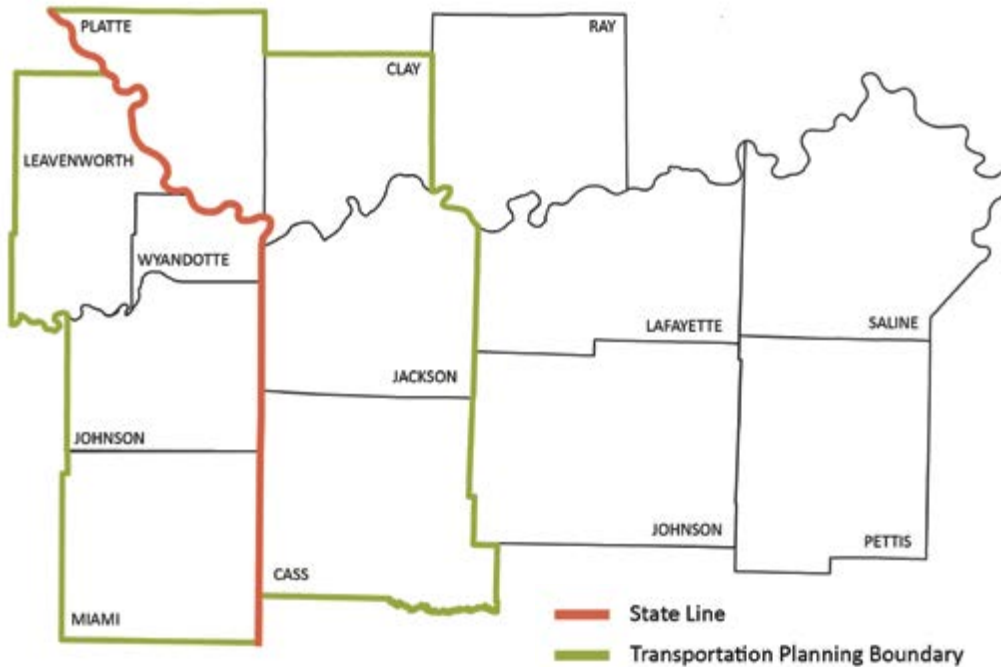 PLATTE
RAY
CLAY
LEAVENWORTH
WYANDOTTE
LAFAYETTE
SALINE
JACKSON
JOHNSON
JOHNSON
PETTIS
CASS
MIAMI
State Line
Transportation Planning Boundary